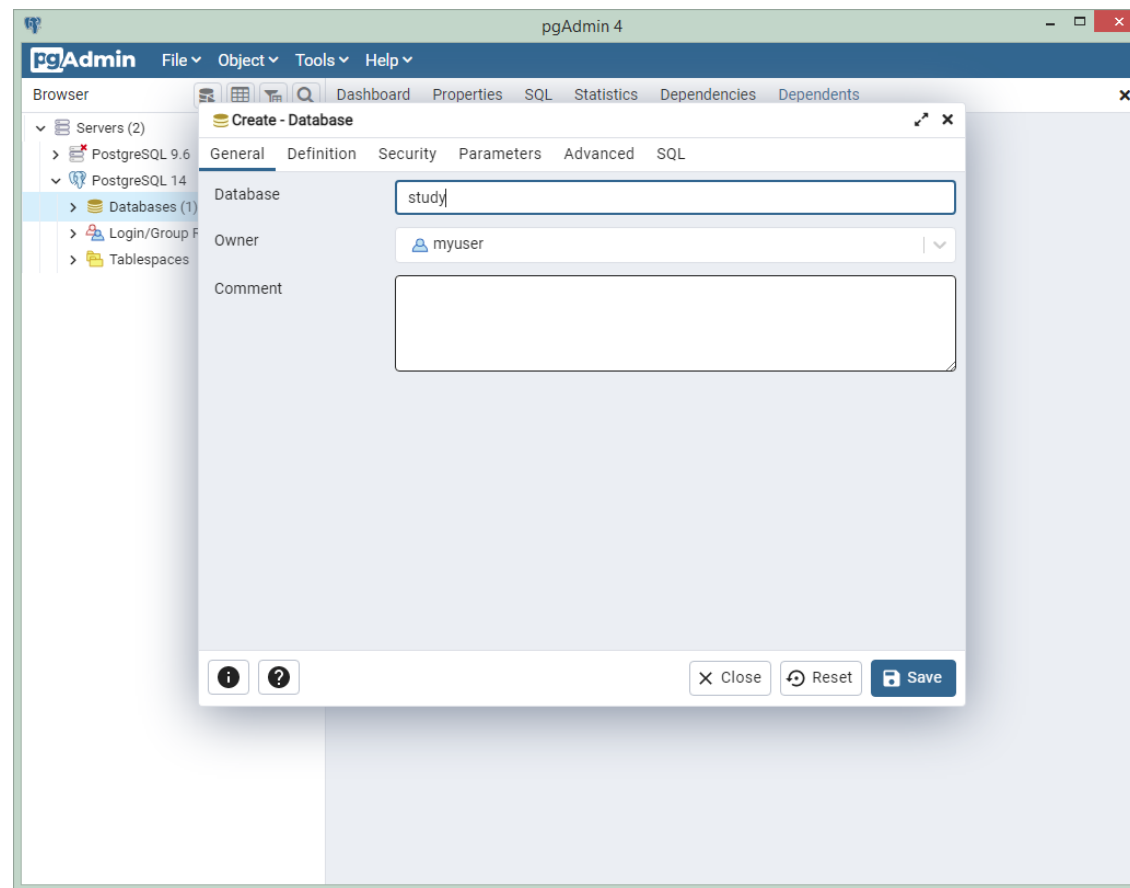 pgAdmin 4
pgAdmin File Object Tools Help
Browser Dashboard Properties SQL Statistics Dependencies Dependents
Servers (2)
PostgreSQL 9.6
PostgreSQL 14
Databases (1)
Login/Group R
Tablespaces
Create - Database
General Definition Security Parameters Advanced SQL
Database study
Owner myuser
Comment
Close Reset Save